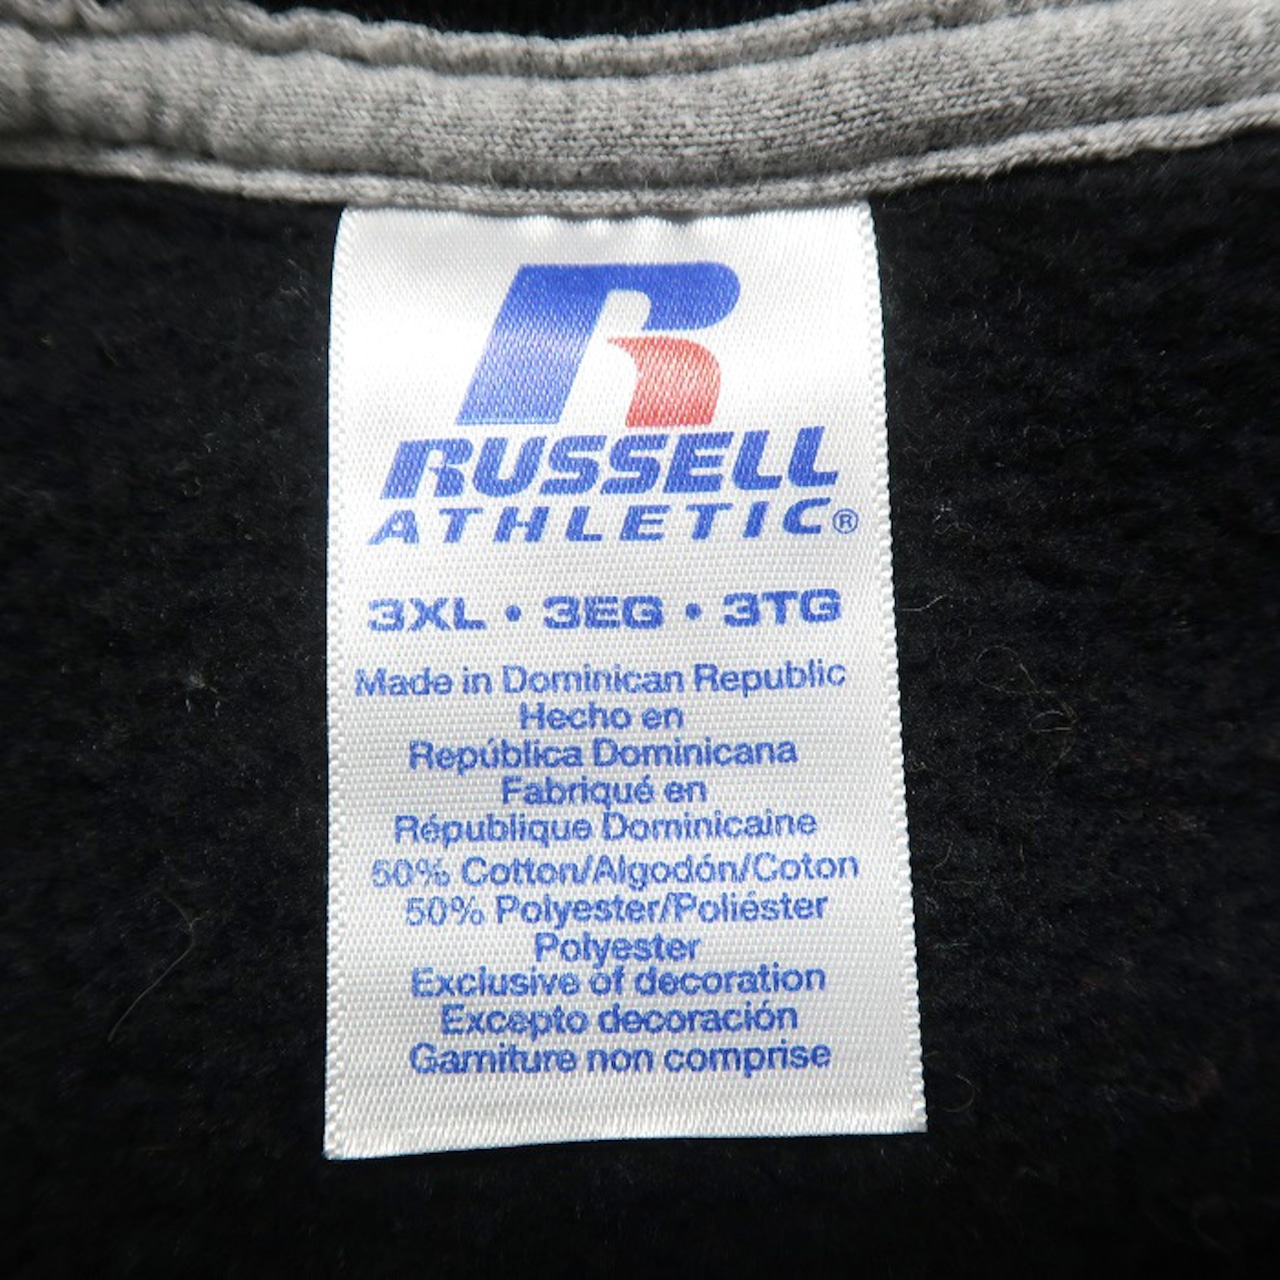 RUSSELL
ATHLETIC®
3XL • 3EG • 3TG
Made in Dominican Republic
Hecho en
República Dominicana
Fabriqué en
République Dominicaine
50% Cotton/Algodón/Coton
50% Polyester/Poliéster
Polyester
Exclusive of decoration
Excepto decoración
Garniture non comprise